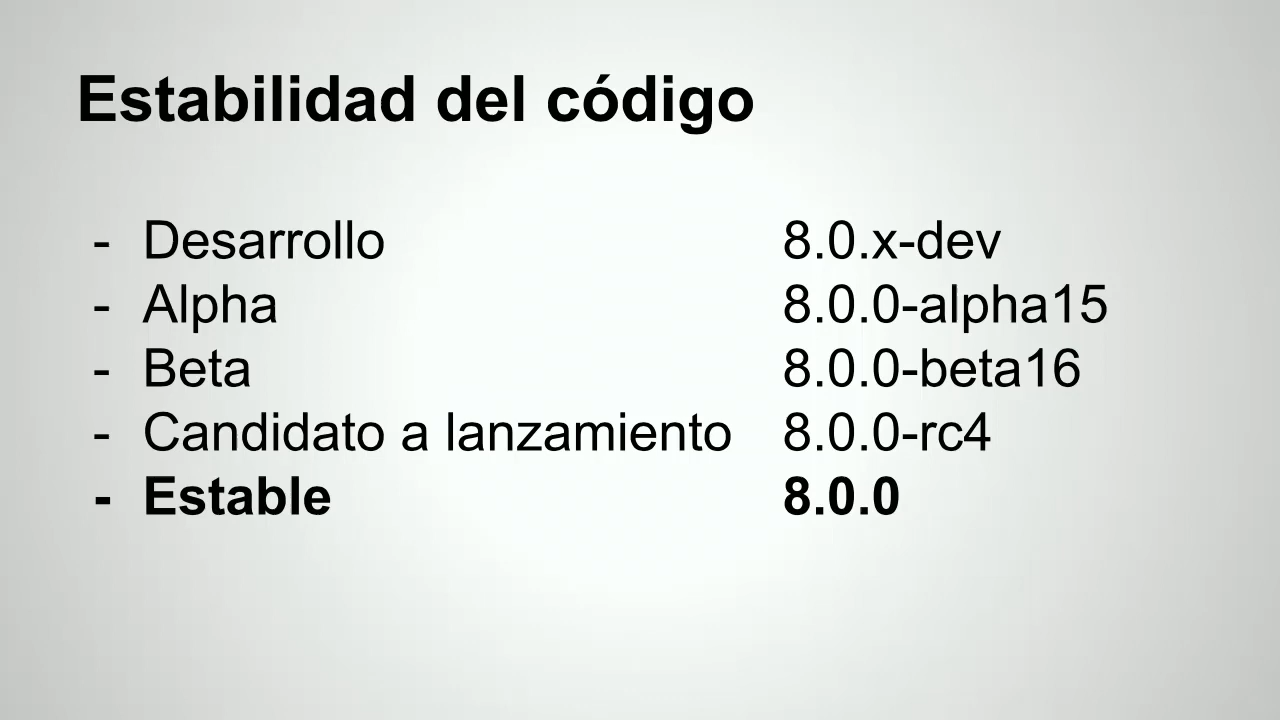 Estabilidad del código
- Desarrollo 8.0.x-dev
- Alpha 8.0.0-alpha15
- Beta 8.0.0-beta16
- Candidato a lanzamiento 8.0.0-rc4
- Estable 8.0.0